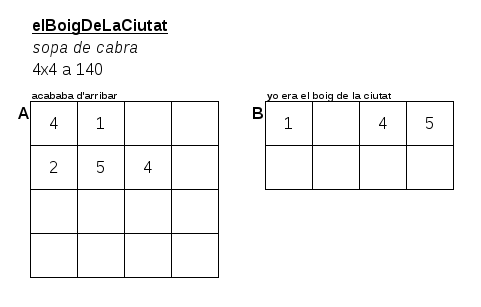 elBoigDeLaCiutat
sopa de cabra
4x4 a 140
acababa d'arribar
A
4 1
2 5 4
yo era el boig de la ciutat
B
1 4 5